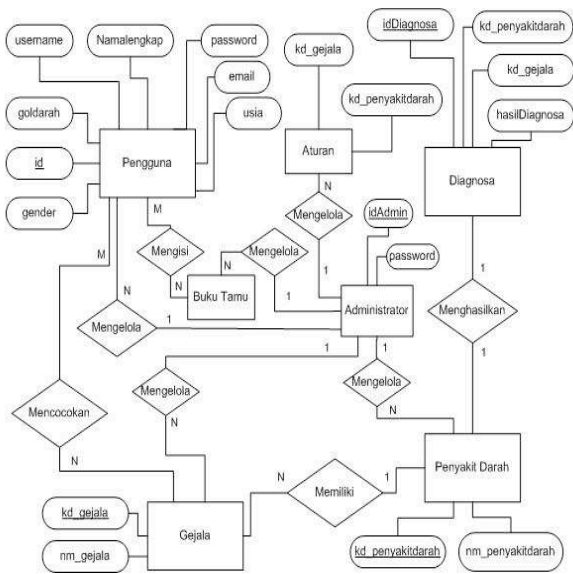 username
Namalengkap
password
email
usia
goldarah
id
gender
Pengguna
kd_gejala
kd_penyakitdarah
Aturan
idDiagnosa
kd_penyakitdarah
kd_gejala
hasilDiagnosa
Diagnosa
M
M
N
N
Mengisi
N
Buku Tamu
N
Mengelola
1
N
Mengelola
1
idAdmin
password
Administrator
N
Mengelola
1
1
Menghasilkan
1
1
Mengelola
N
1
Mengelola
N
Mencocokan
N
Penyakit Darah
N
Memiliki
1
kd_gejala
nm_gejala
Gejala
kd_penyakitdarah
nm_penyakitdarah